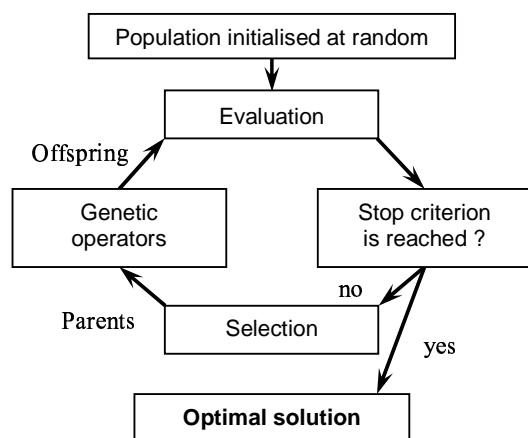 Population initialised at random
Evaluation
Offspring
Genetic
operators
Stop criterion
is reached ?
no
Parents
Selection
yes
Optimal solution